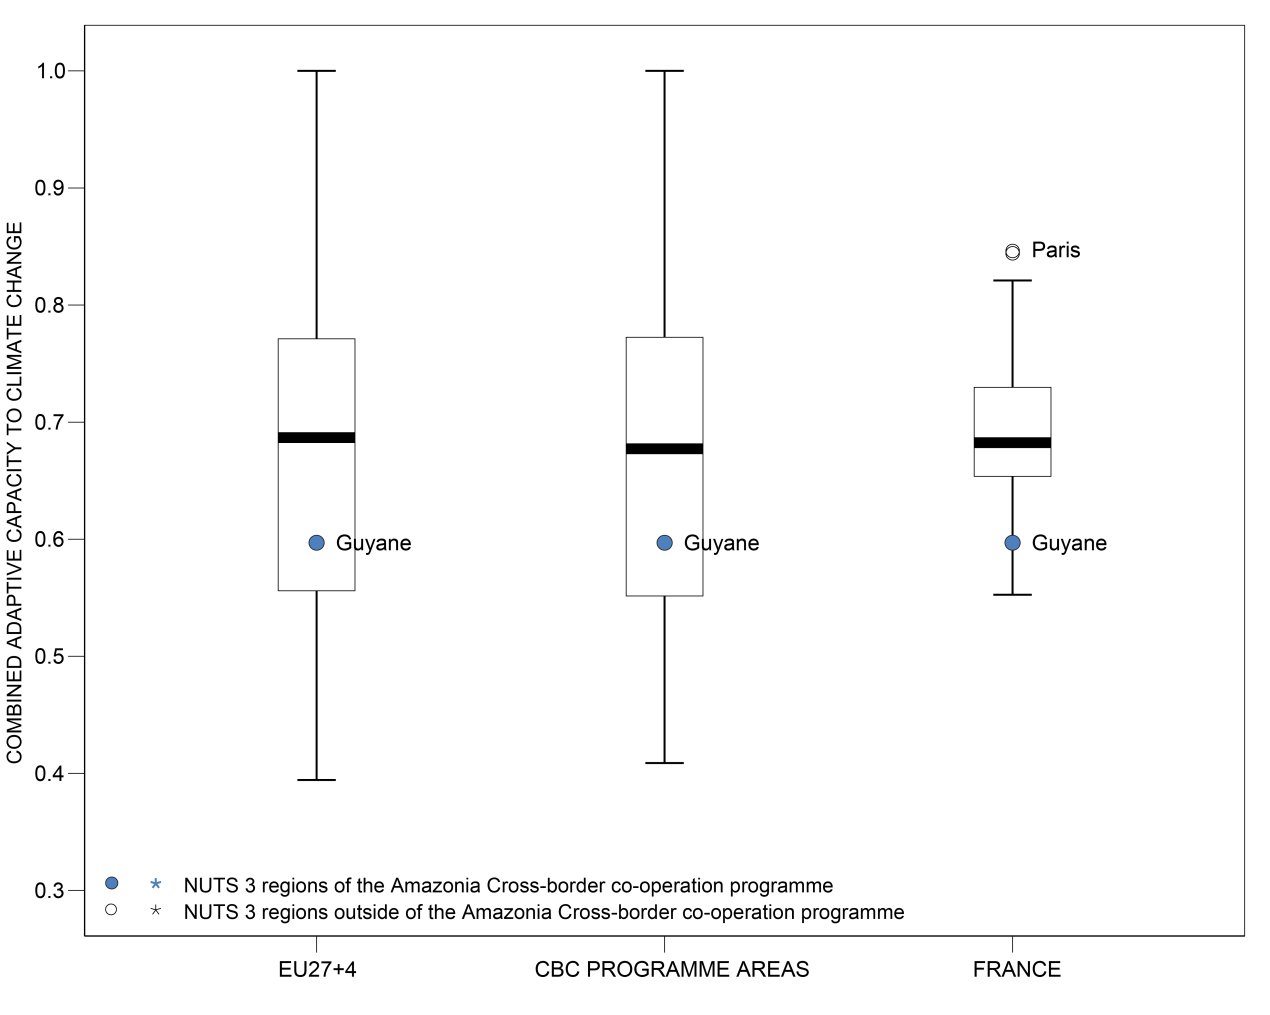 COMBINED ADAPTIVE CAPACITY TO CLIMATE CHANGE
1.0
0.9
0.8
0.7
0.6
0.5
0.4
0.3
Paris
Guyane
Guyane
Guyane
NUTS 3 regions of the Amazonia Cross-border co-operation programme
NUTS 3 regions outside of the Amazonia Cross-border co-operation programme
EU27+4
CBC PROGRAMME AREAS
FRANCE